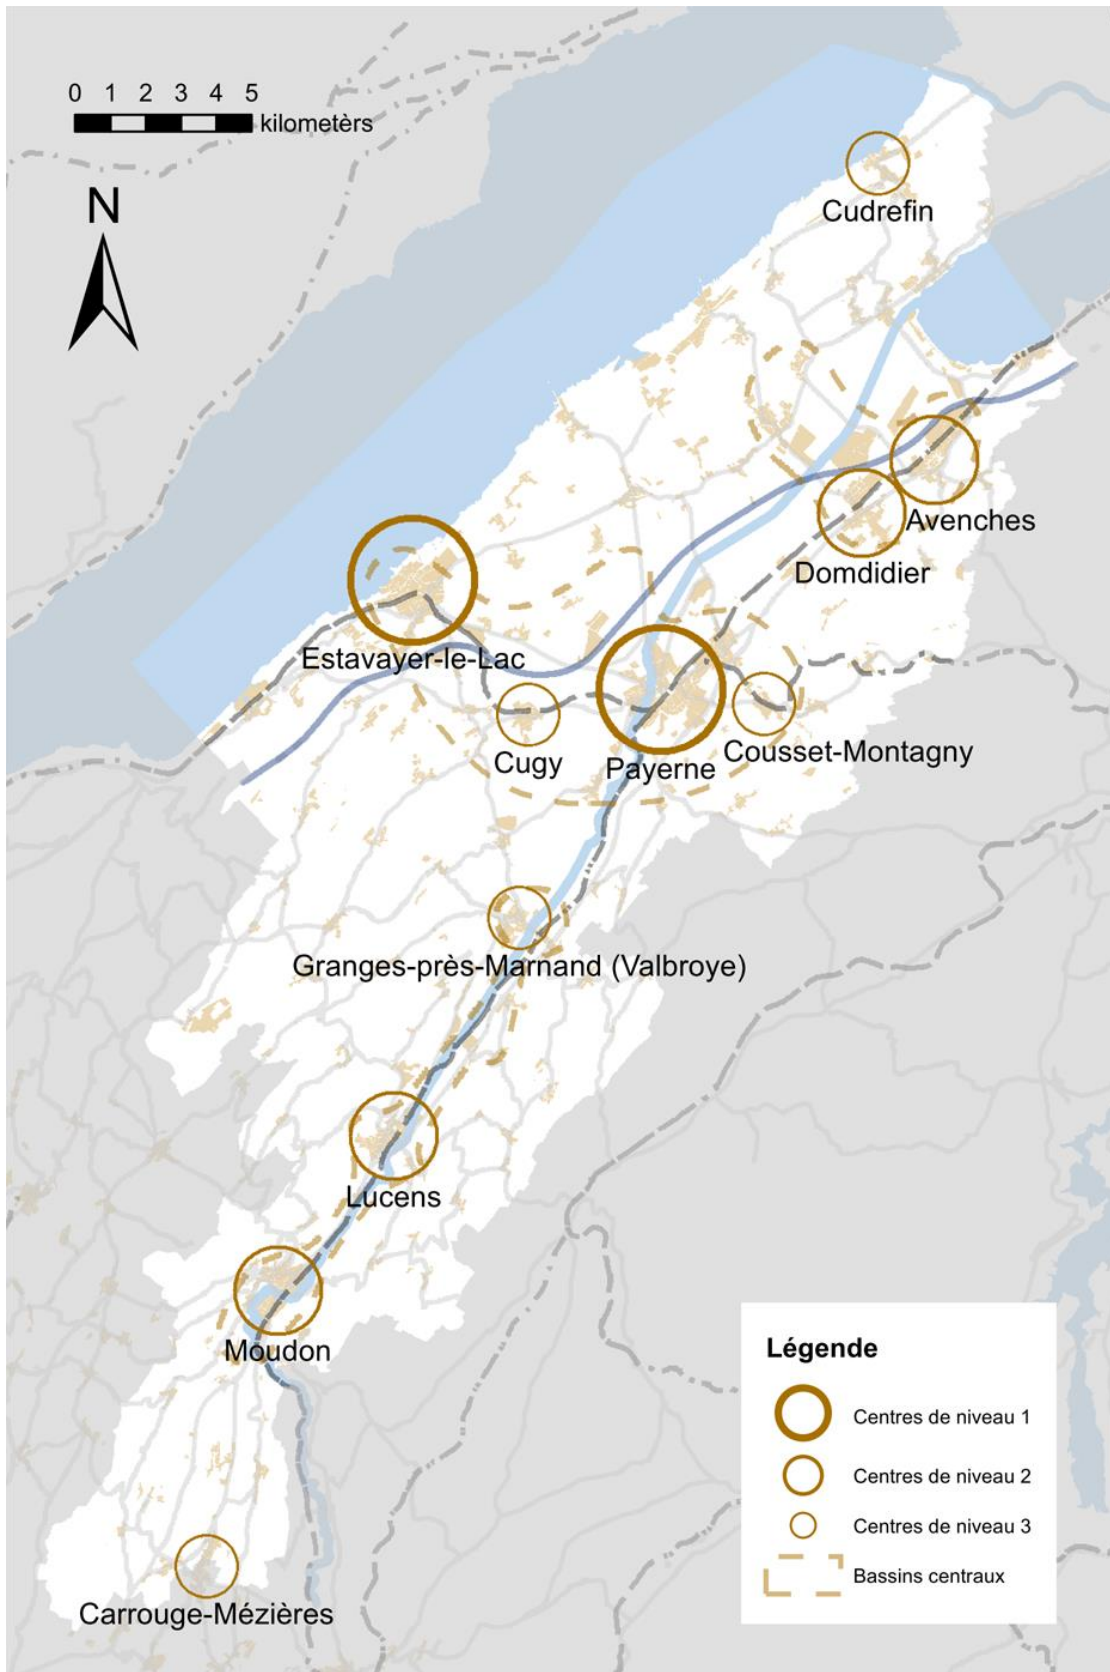 0 1 2 3 4 5
kilometèrs
N
Cudrefin
Avenches
Domdidier
Estavayer-le-Lac
Cousset-Montagny
Cugy
Payerne
Granges-près-Marnand (Valbroye)
Lucens
Moudon
Carrouge-Mézières
Légende
Centres de niveau 1
Centres de niveau 2
Centres de niveau 3
Bassins centraux